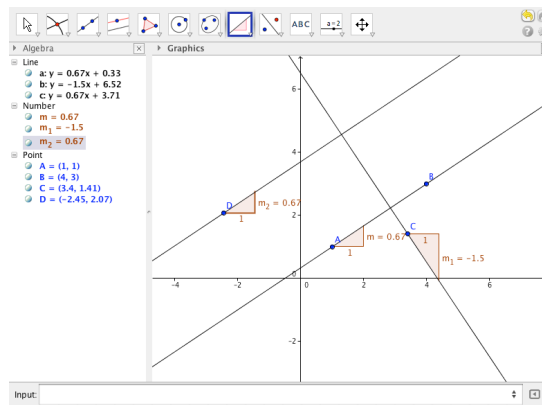 ABC
a=2
Algebra
Graphics
Line
a: y = 0.67x + 0.33
b: y = -1.5x + 6.52
c: y = 0.67x + 3.71
Number
m = 0.67
m1 = -1.5
m2 = 0.67
Point
A = (1, 1)
B = (4, 3)
C = (3.4, 1.41)
D = (-2.45, 2.07)
6
4
B
D
m2 = 0.67
1
2
C
A
m = 0.67
1
1
m1 = -1.5
0
-4
-2
0
2
4
6
-2
Input: